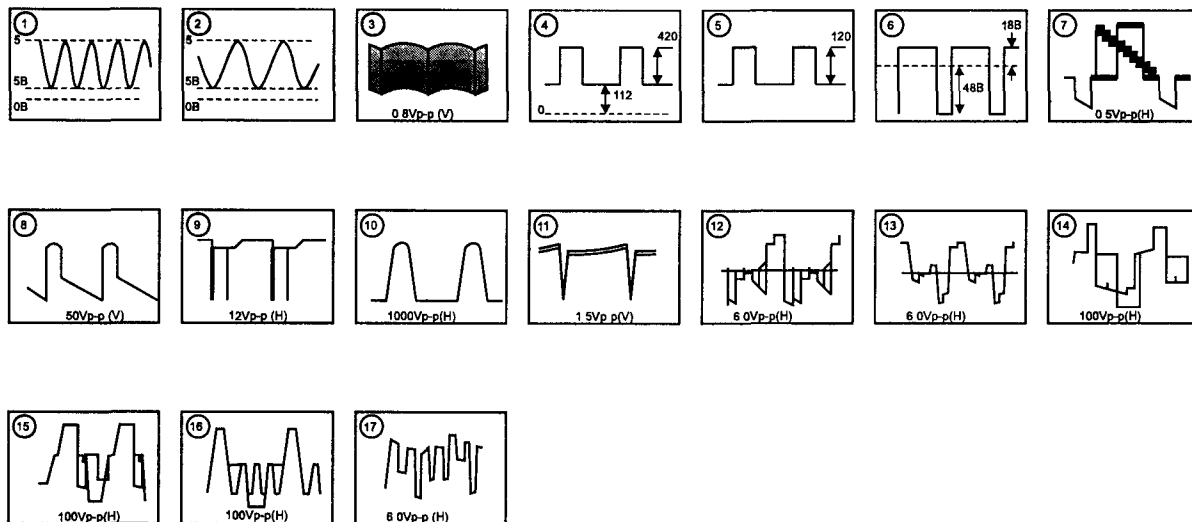 1
5
5B
0B
2
5
5B
0B
3
0 8Vp-p (V)
4
420
112
0
5
120
6
18B
48B
7
0 5Vp-p(H)
8
50Vp-p (V)
9
12Vp-p (H)
10
1000Vp-p(H)
11
1 5Vp p(V)
12
6 0Vp-p(H)
13
6 0Vp-p(H)
14
100Vp-p(H)
15
100Vp-p(H)
16
100Vp-p(H)
17
6 0Vp-p (H)